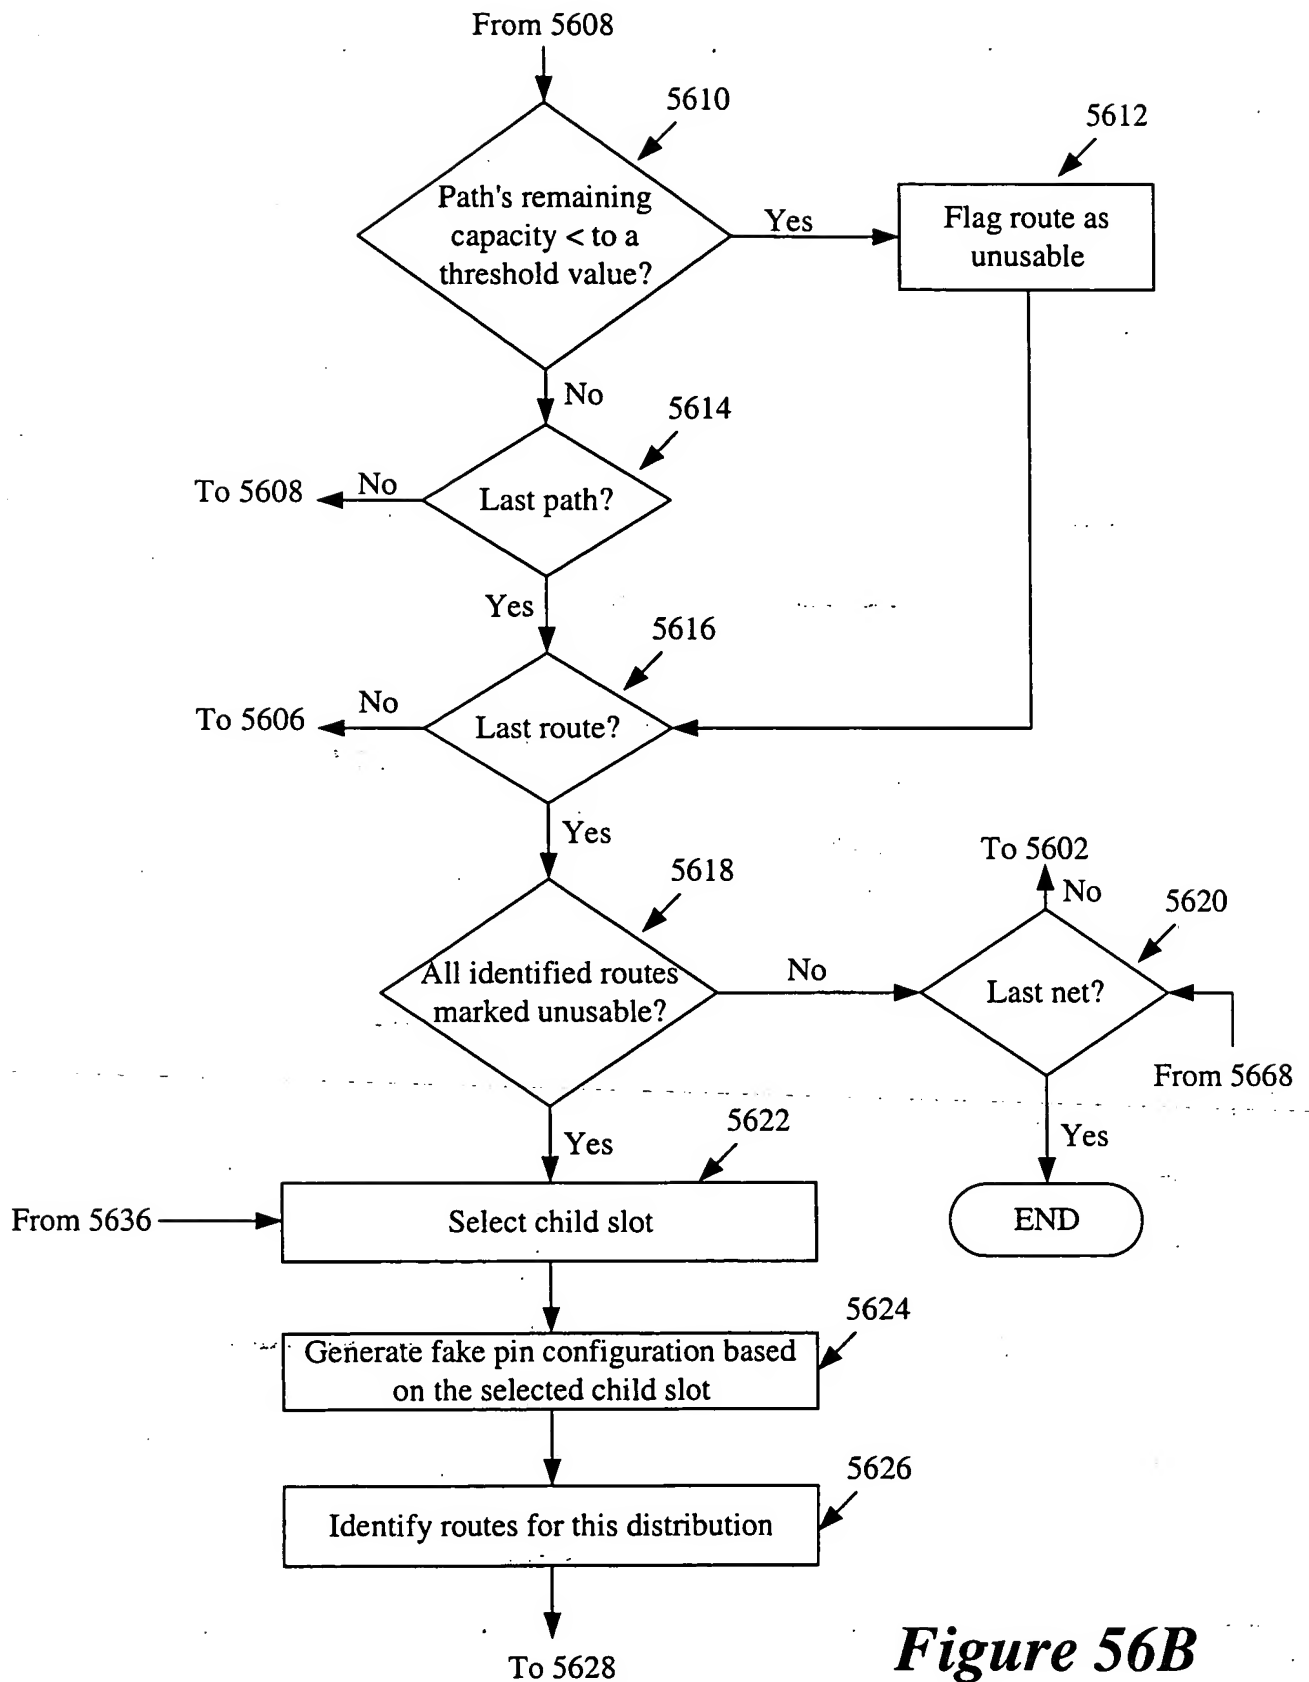 From 5608
5610
5612
Path's remaining
capacity < to a
threshold value?
Yes
Flag route as
unusable
No
5614
To 5608
No
Last path?
Yes
5616
To 5606
No
Last route?
Yes
To 5602
No
5618
5620
All identified routes
marked unusable?
No
Last net?
From 5668
Yes
5622
Yes
From 5636
Select child slot
END
5624
Generate fake pin configuration based
on the selected child slot
5626
Identify routes for this distribution
To 5628
Figure 56B